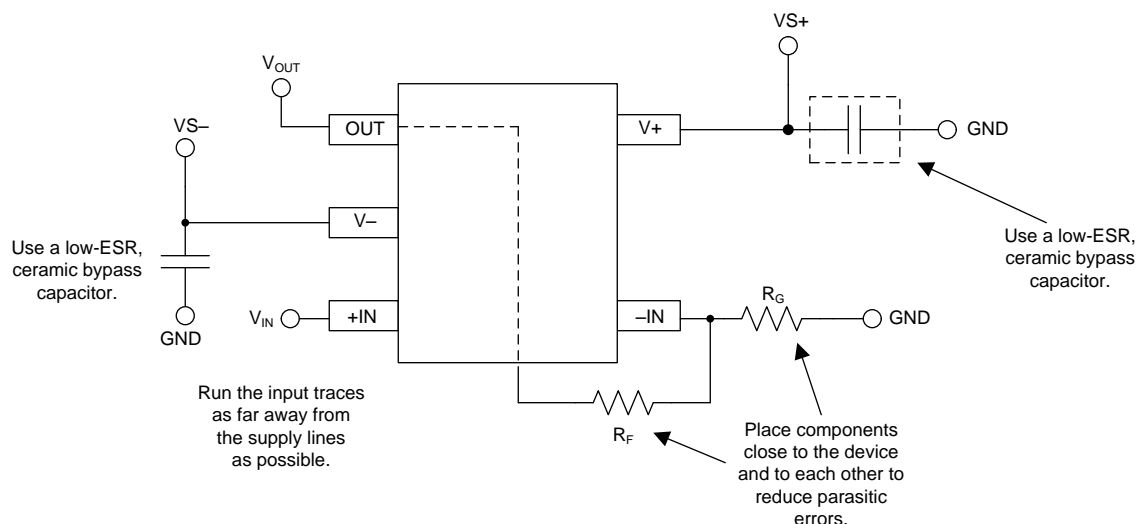 VS+
VOUT
OUT
V+
GND
VS–
V–
Use a low-ESR,
ceramic bypass
capacitor.
Use a low-ESR,
ceramic bypass
capacitor.
GND
VIN
+IN
–IN
RG
GND
Run the input traces
as far away from
the supply lines
as possible.
RF
Place components
close to the device
and to each other to
reduce parasitic
errors.